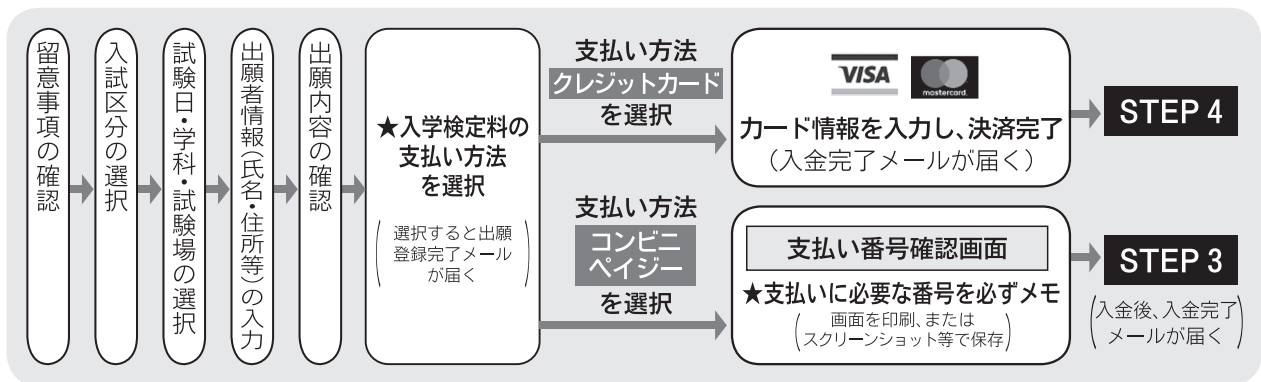 留意事項の確認
入試区分の選択
試験日・学科・試験場の選択
出願者情報(氏名・住所等)の入力
出願内容の確認
★入学検定料の
支払い方法
を選択
(選択すると出願
登録完了メール
が届く)
支払い方法
クレジットカード
を選択
VISA
mastercard.
カード情報を入力し、決済完了
(入金完了メールが届く)
STEP 4
支払い方法
コンビニ
ペイジー
を選択
支払い番号確認画面
★支払いに必要な番号を必ずメモ
(画面を印刷、または
スクリーンショット等で保存)
STEP 3
(入金後、入金完了
メールが届く)